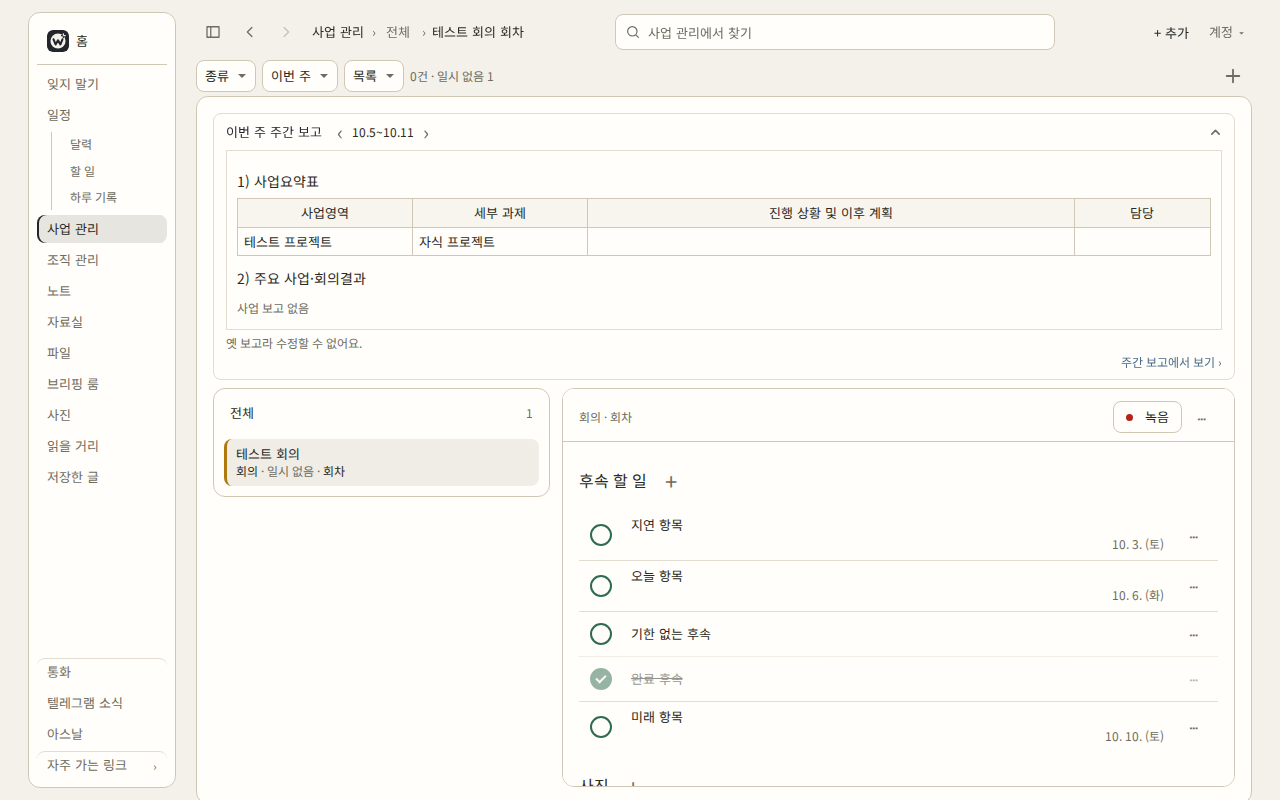 홈
잊지 말기
일정
달력
할 일
하루 기록
사업 관리
조직 관리
노트
자료실
파일
브리핑 룸
사진
읽을 거리
저장한 글
통화
텔레그램 소식
아스날
자주 가는 링크 ›
사업 관리 › 전체 › 테스트 회의 회차
사업 관리에서 찾기
+ 추가
계정
종류
이번 주
목록
0건 · 일시 없음 1
이번 주 주간 보고 ‹ 10.5~10.11 ›
1) 사업요약표
사업영역 세부 과제 진행 상황 및 이후 계획 담당
테스트 프로젝트 자식 프로젝트
2) 주요 사업·회의결과
사업 보고 없음
옛 보고라 수정할 수 없어요.
주간 보고에서 보기 ›
전체 1
테스트 회의
회의 · 일시 없음 · 회차
회의 · 회차
녹음
후속 할 일 +
지연 항목
10. 3. (토)
오늘 항목
10. 6. (화)
기한 없는 후속
완료 후속
미래 항목
10. 10. (토)
사진 +